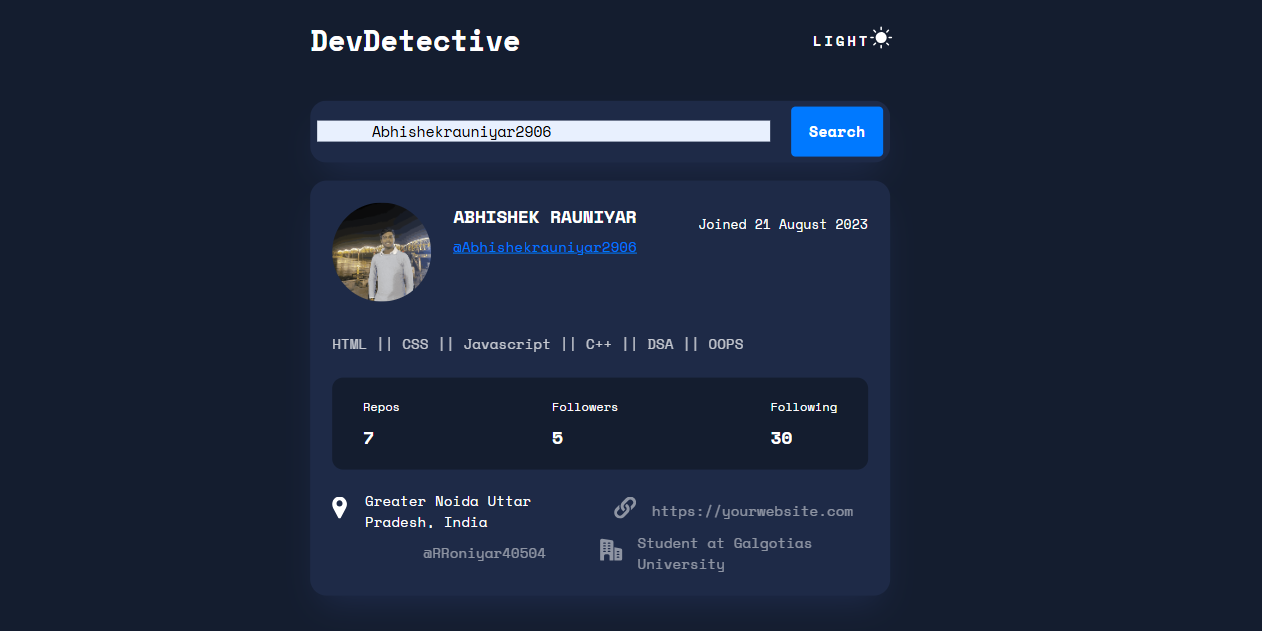 DevDetective
LIGHT
Abhishekrauniyar2906
Search
ABHISHEK RAUNIYAR
Joined 21 August 2023
@Abhishekrauniyar2906
HTML || CSS || Javascript || C++ || DSA || OOPS
Repos
Followers
Following
7
5
30
Greater Noida Uttar
Pradesh, India
https://yourwebsite.com
@RRoniyar40504
Student at Galgotias
University